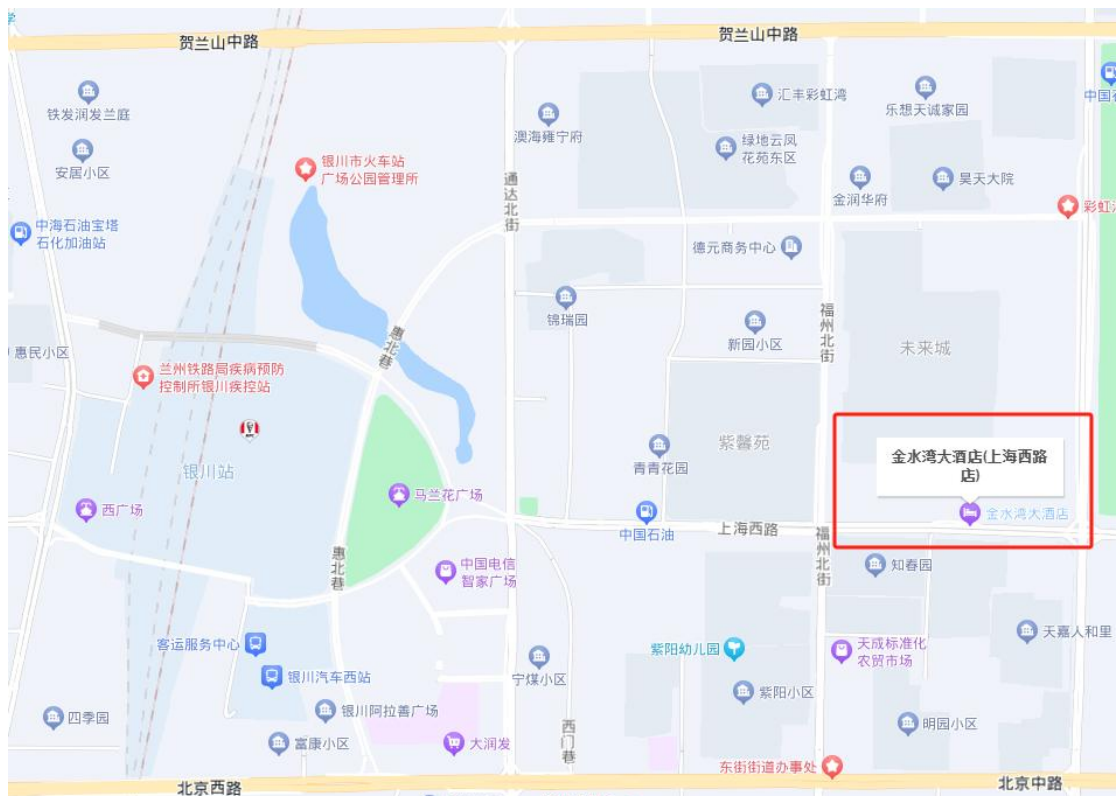 贺兰山中路
贺兰山中路
铁发润发兰庭
安居小区
银川市火车站
广场公园管理所
澳海雍宁府
汇丰彩虹湾
乐想天诚家园
中国石
绿地云凤
花苑东区
通达北街
金润华府
昊天大院
彩虹
中海石油宝塔
石化加油站
德元商务中心
锦瑞园
福州北街
惠北巷
新园小区
未来城
惠民小区
兰州铁路局疾病预防
控制所银川疾控站
KFC
银川站
青青花园
紫馨苑
金水湾大酒店(上海西路
店)
西广场
马兰花广场
中国石油
上海西路
金水湾大酒店
惠北巷
福州北街
中国电信
智家广场
知春园
客运服务中心
银川汽车西站
宁煤小区
紫阳幼儿园
天成标准化
农贸市场
天嘉人和里
四季园
银川阿拉善广场
紫阳小区
明园小区
富康小区
大润发
西门巷
东街街道办事处
北京西路
北京中路